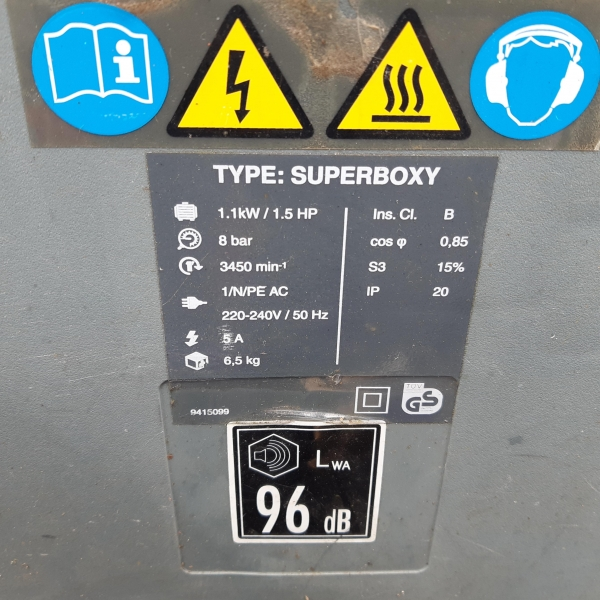 TYPE: SUPERBOXY
1.1kW / 1.5 HP
8 bar
3450 min-¹
1/N/PE AC
220-240V / 50 Hz
5 A
6,5 kg
Ins. Cl. B
cos φ 0,85
S3 15%
IP 20
9415099
TÜV
GS
LWA
96 dB